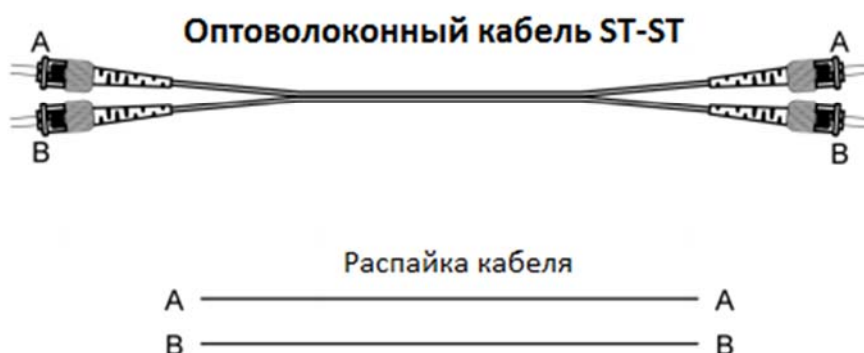 Оптоволоконный кабель ST-ST
A A
B B
Распайка кабеля
A A
B B